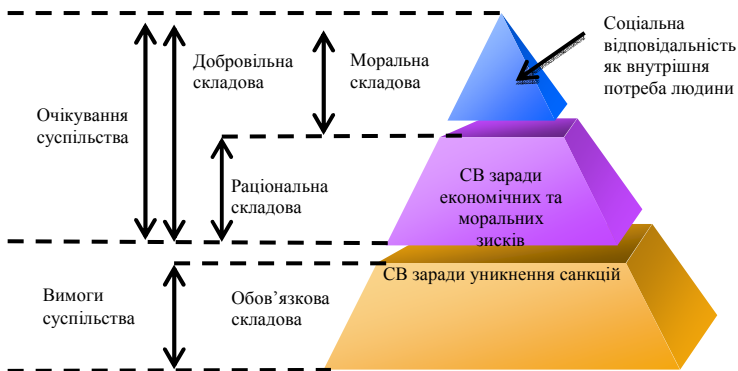 Очікування
суспільства
Добровільна
складова
Моральна
складова
Соціальна
відповідальність
як внутрішня
потреба людини
Раціональна
складова
СВ заради
економічних та
моральних
зисків
Вимоги
суспільства
Обов’язкова
складова
СВ заради уникнення санкцій